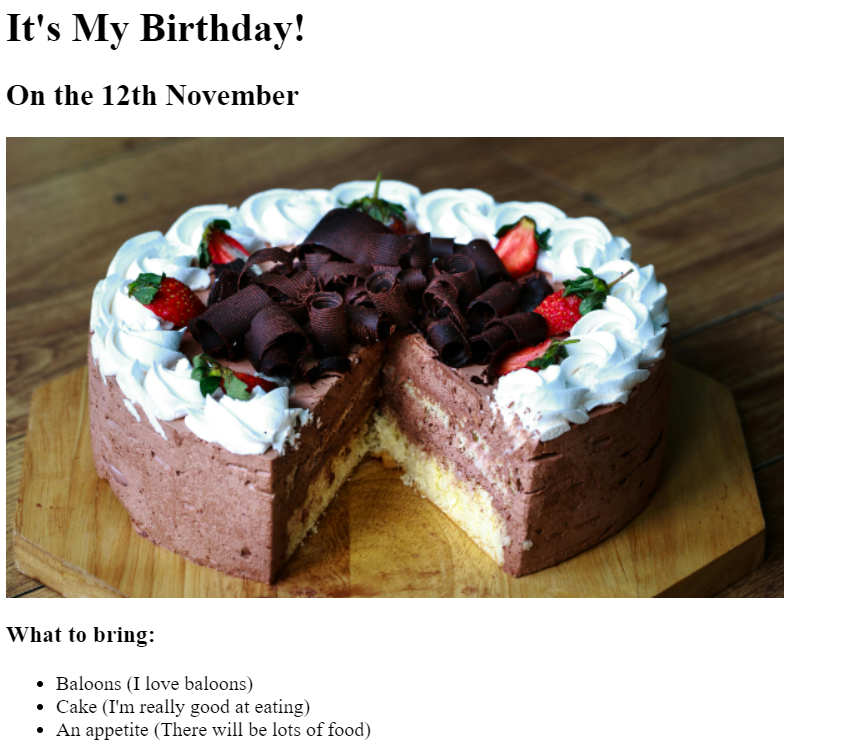 It's My Birthday!
On the 12th November
What to bring:
• Baloons (I love baloons)
• Cake (I'm really good at eating)
• An appetite (There will be lots of food)